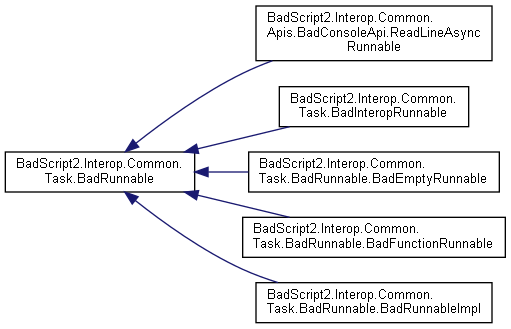 BadScript2.Interop.Common.
Apis.BadConsoleApi.ReadLineAsync
Runnable
BadScript2.Interop.Common.
Task.BadInteropRunnable
BadScript2.Interop.Common.
Task.BadRunnable
BadScript2.Interop.Common.
Task.BadRunnable.BadEmptyRunnable
BadScript2.Interop.Common.
Task.BadRunnable.BadFunctionRunnable
BadScript2.Interop.Common.
Task.BadRunnable.BadRunnableImpl